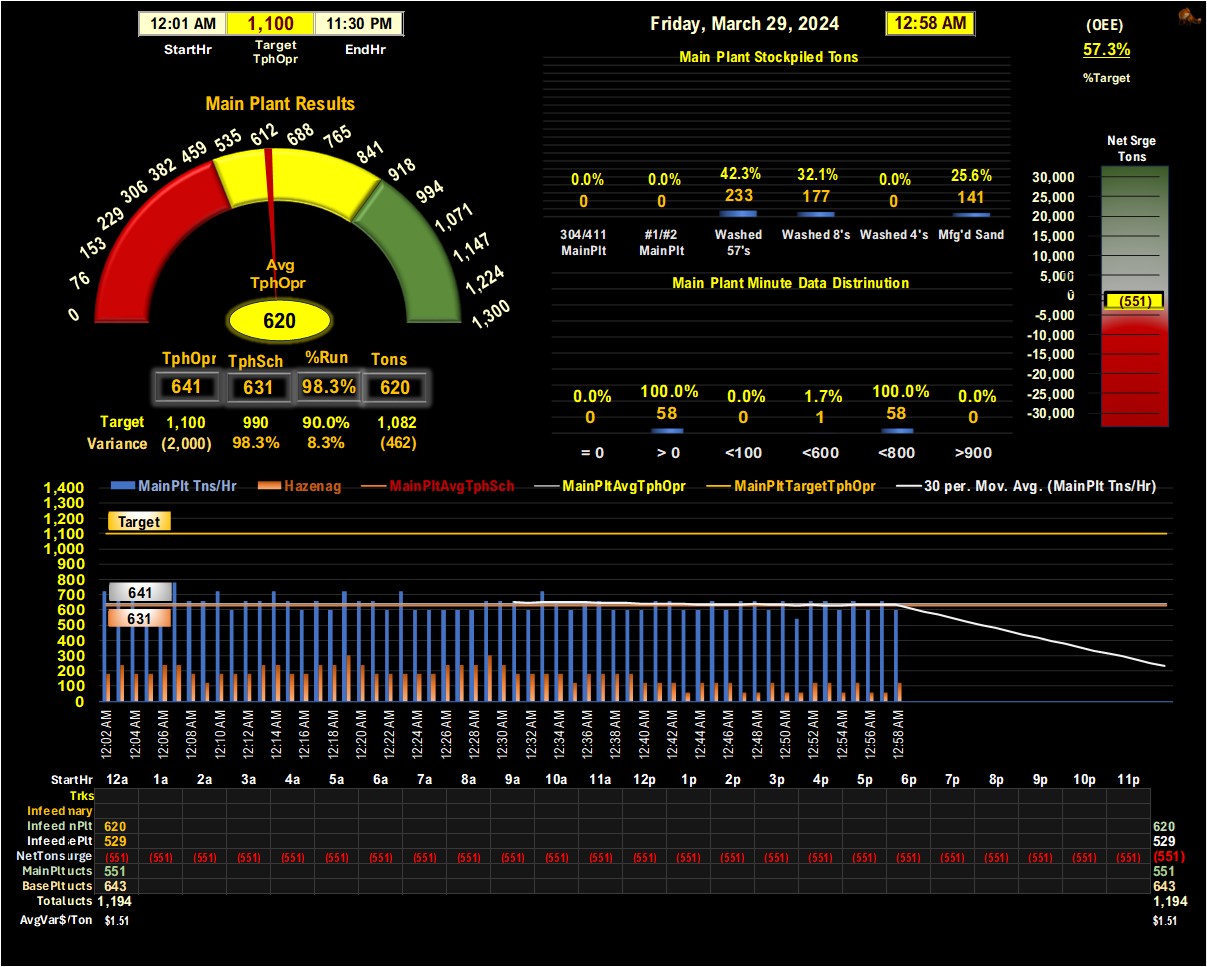 12:01 AM 1,100 11:30 PM
StartHr Target TphOpr EndHr
Friday, March 29, 2024 12:58 AM
(OEE)
57.3%
%Target
Main Plant Results
0 76 153 229 306 382 459 535 612 688 765 841 918 994 1,071 1,147 1,224 1,300
Avg
TphOpr
620
TphOpr TphSch %Run Tons
641 631 98.3% 620
Target 1,100 990 90.0% 1,082
Variance (2,000) 98.3% 8.3% (462)
Main Plant Stockpiled Tons
0.0% 0.0% 42.3% 32.1% 0.0% 25.6%
0 0 233 177 0 141
304/411 MainPlt #1/#2 MainPlt Washed 57's Washed 8's Washed 4's Mfg'd Sand
Main Plant Minute Data Distrinution
0.0% 100.0% 0.0% 1.7% 100.0% 0.0%
0 58 0 1 58 0
= 0 > 0 <100 <600 <800 >900
Net Srge
Tons
30,000
25,000
20,000
15,000
10,000
5,000
0
(551)
-5,000
-10,000
-15,000
-20,000
-25,000
-30,000
MainPlt Tns/Hr Hazenag MainPltAvgTphSch MainPltAvgTphOpr MainPltTargetTphOpr 30 per. Mov. Avg. (MainPlt Tns/Hr)
1,400
1,300
1,200
1,100
1,000
900
800
700
600
500
400
300
200
100
0
Target
641
631
12:02 AM 12:04 AM 12:06 AM 12:08 AM 12:10 AM 12:12 AM 12:14 AM 12:16 AM 12:18 AM 12:20 AM 12:22 AM 12:24 AM 12:26 AM 12:28 AM 12:30 AM 12:32 AM 12:34 AM 12:36 AM 12:38 AM 12:40 AM 12:42 AM 12:44 AM 12:46 AM 12:48 AM 12:50 AM 12:52 AM 12:54 AM 12:56 AM 12:58 AM
StartHr 12a 1a 2a 3a 4a 5a 6a 7a 8a 9a 10a 11a 12p 1p 2p 3p 4p 5p 6p 7p 8p 9p 10p 11p
Trks
Infeed nary
Infeed nPlt 620 620
Infeed ePlt 529 529
NetTons urge (551) (551) (551) (551) (551) (551) (551) (551) (551) (551) (551) (551) (551) (551) (551) (551) (551) (551) (551) (551) (551) (551) (551) (551) (551)
MainPlt ucts 551 551
BasePlt ucts 643 643
Total ucts 1,194 1,194
AvgVar$/Ton $1.51 $1.51